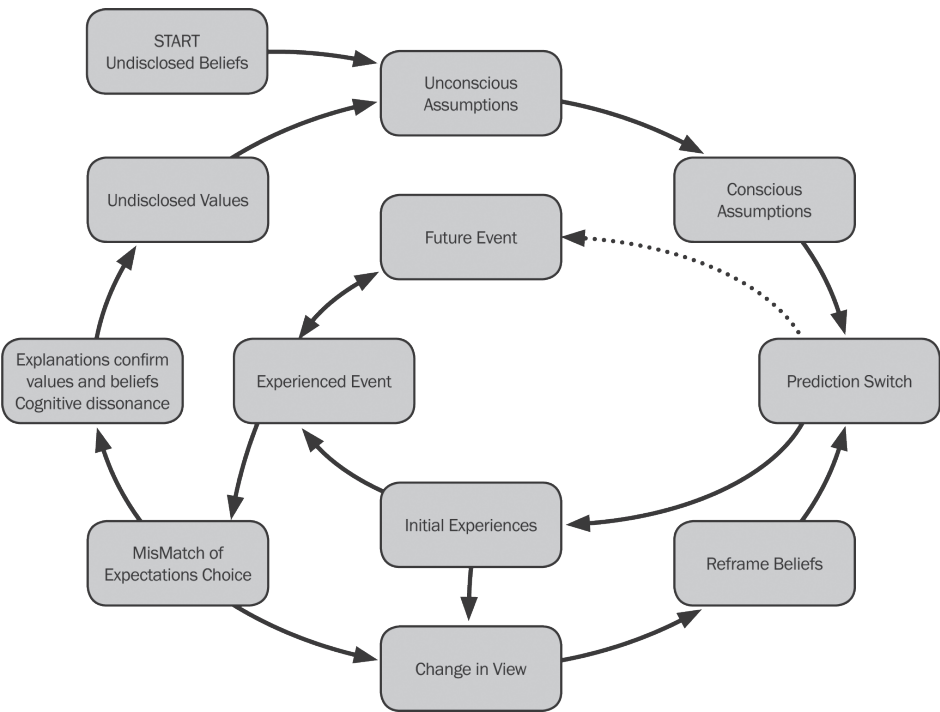 START
Undisclosed Beliefs
Unconscious
Assumptions
Undisclosed Values
Conscious
Assumptions
Future Event
Explanations confirm
values and beliefs
Cognitive dissonance
Experienced Event
Prediction Switch
Initial Experiences
MisMatch of
Expectations Choice
Reframe Beliefs
Change in View